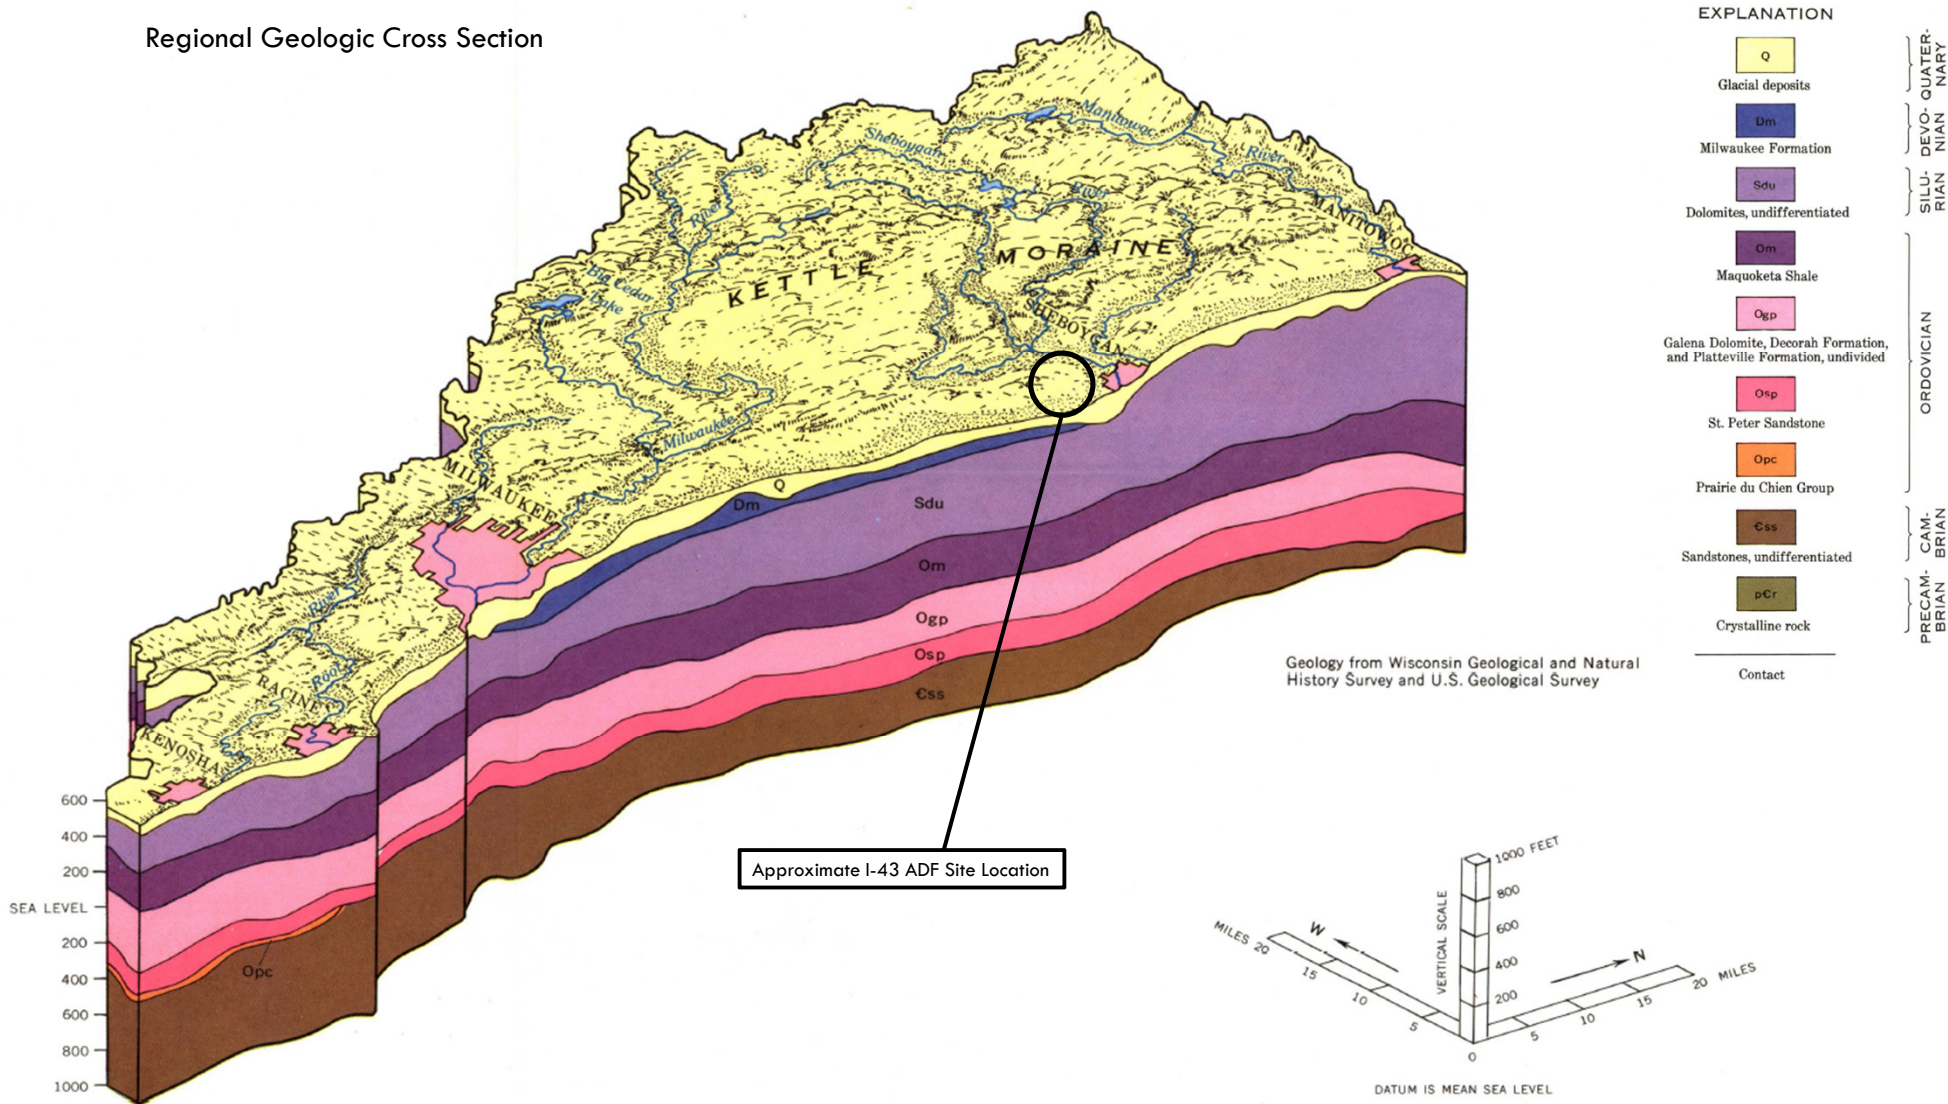 Regional Geologic Cross Section
Manitowoc
River
Sheboygan
River
River
MANITOWOC
KETTLE
MORAINE
Big Cedar
Lake
SHEBOYGAN
Milwaukee
MILWAUKEE
River
Root
RACINE
KENOSHA
Q
Dm
Sdu
Om
Ogp
Osp
Єss
Opc
600
400
200
SEA LEVEL
200
400
600
800
1000
Approximate I-43 ADF Site Location
EXPLANATION
Q
Glacial deposits
QUATER-
NARY
Dm
Milwaukee Formation
DEVO-
NIAN
Sdu
Dolomites, undifferentiated
SILU-
RIAN
Om
Maquoketa Shale
Ogp
Galena Dolomite, Decorah Formation,
and Platteville Formation, undivided
Osp
St. Peter Sandstone
Opc
Prairie du Chien Group
ORDOVICIAN
Єss
Sandstones, undifferentiated
CAM-
BRIAN
pЄr
Crystalline rock
PRECAM-
BRIAN
Contact
Geology from Wisconsin Geological and Natural
History Survey and U.S. Geological Survey
MILES 20
15
10
5
0
W
VERTICAL SCALE
1000 FEET
800
600
400
200
N
5
10
15
20 MILES
DATUM IS MEAN SEA LEVEL